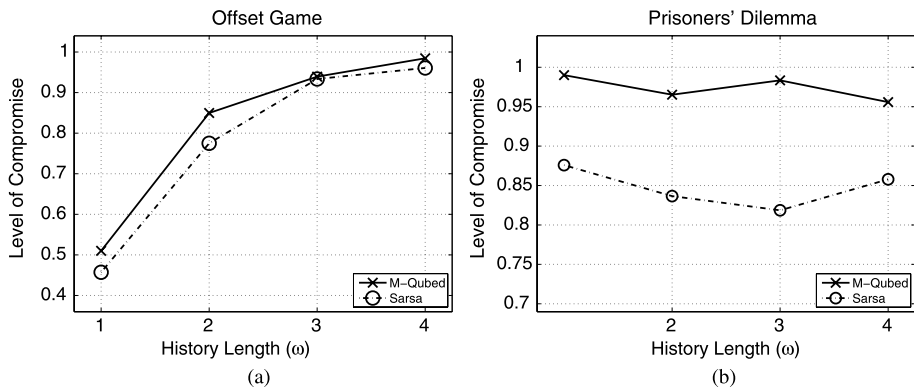 Offset Game
Level of Compromise
1
0.9
0.8
0.7
0.6
0.5
0.4
1 2 3 4
History Length (ω)
M−Qubed
Sarsa
(a)
Prisoners' Dilemma
Level of Compromise
1
0.95
0.9
0.85
0.8
0.75
0.7
2 3 4
History Length (ω)
M−Qubed
Sarsa
(b)